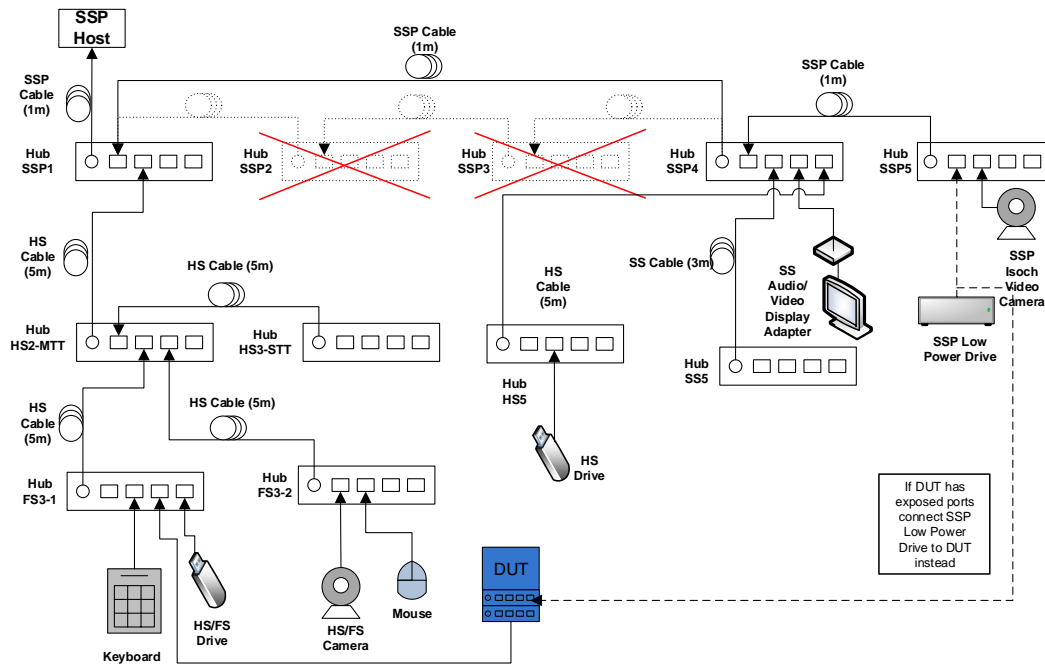 SSP
Host
SSP
Cable
(1m)
SSP Cable
(1m)
SSP Cable
(1m)
Hub
SSP1
Hub
SSP2
Hub
SSP3
Hub
SSP4
Hub
SSP5
HS
Cable
(5m)
HS Cable (5m)
HS
Cable
(5m)
SS Cable (3m)
SS
Audio/
Video
Display
Adapter
SSP
Isoch
Video
Camera
SSP Low
Power Drive
Hub
HS2-MTT
Hub
HS3-STT
Hub
HS5
Hub
SS5
HS
Cable
(5m)
HS Cable (5m)
HS
Drive
Hub
FS3-1
Hub
FS3-2
If DUT has
exposed ports
connect SSP
Low Power
Drive to DUT
instead
DUT
Keyboard
HS/FS
Drive
HS/FS
Camera
Mouse